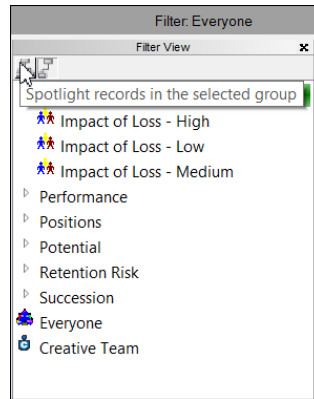 Filter: Everyone
Filter View
Spotlight records in the selected group
Impact of Loss - High
Impact of Loss - Low
Impact of Loss - Medium
Performance
Positions
Potential
Retention Risk
Succession
Everyone
Creative Team